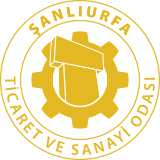 ŞANLIURFA
TİCARET VE SANAYİ ODASI